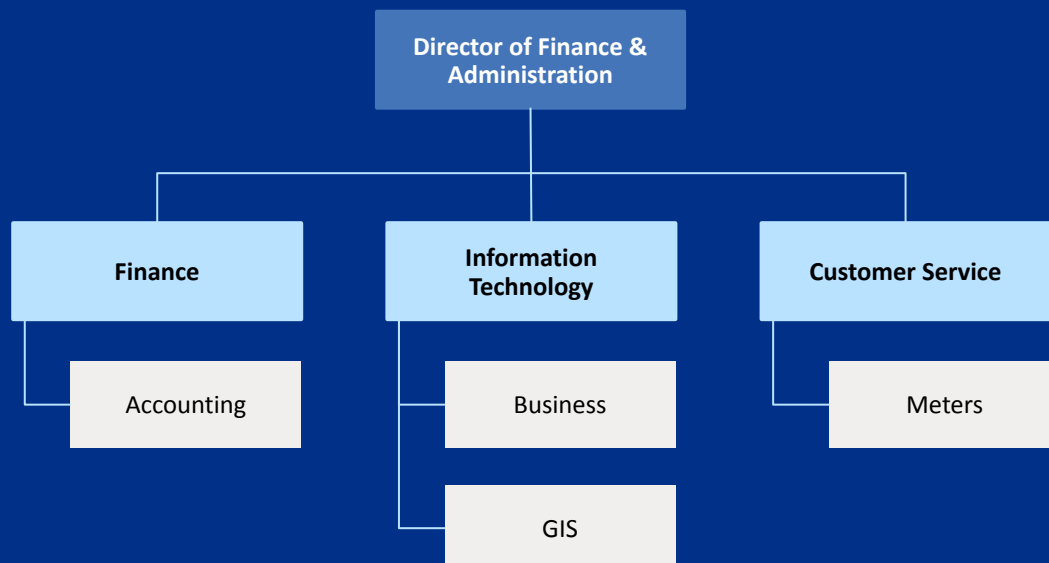 Director of Finance &
Administration
Finance
Information
Technology
Customer Service
Accounting
Business
Meters
GIS